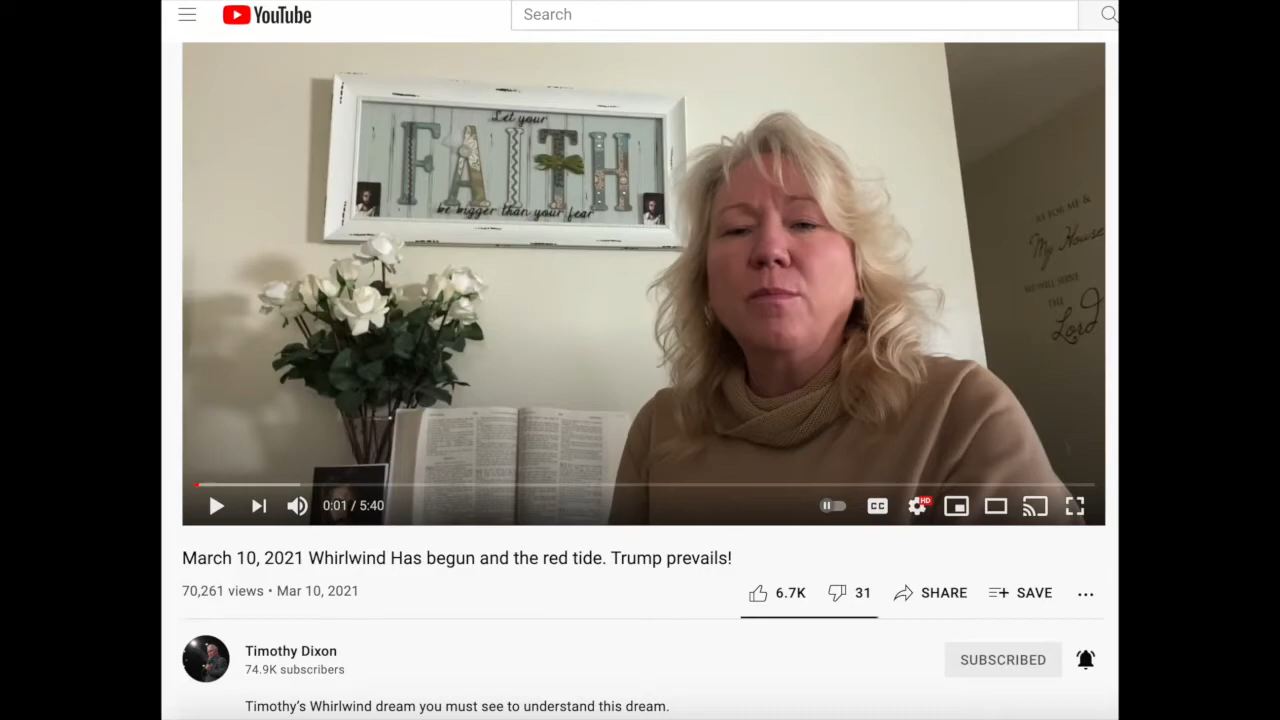 YouTube
Search
Let your
FAITH
be bigger than your fear
AS FOR ME &
My House
WE WILL SERVE
THE
Lord
0:01 / 5:40
CC
HD
March 10, 2021 Whirlwind Has begun and the red tide. Trump prevails!
70,261 views • Mar 10, 2021
6.7K
31
SHARE
SAVE
Timothy Dixon
74.9K subscribers
SUBSCRIBED
Timothy’s Whirlwind dream you must see to understand this dream.